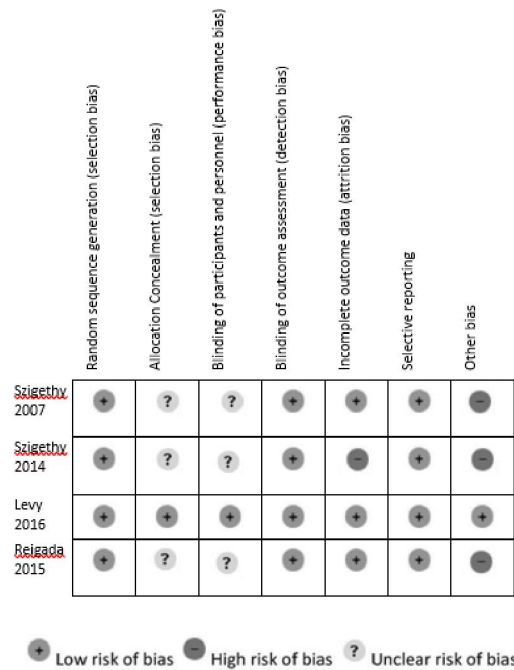 Random sequence generation (selection bias)
Allocation Concealment (selection bias)
Blinding of participants and personnel (performance bias)
Blinding of outcome assessment (detection bias)
Incomplete outcome data (attrition bias)
Selective reporting
Other bias
Szigethy
2007
+ ? ? + + + −
Szigethy
2014
+ ? ? + − + −
Levy
2016
+ + + + + + +
Reigada
2015
+ ? ? + + + −
+ Low risk of bias − High risk of bias ? Unclear risk of bias